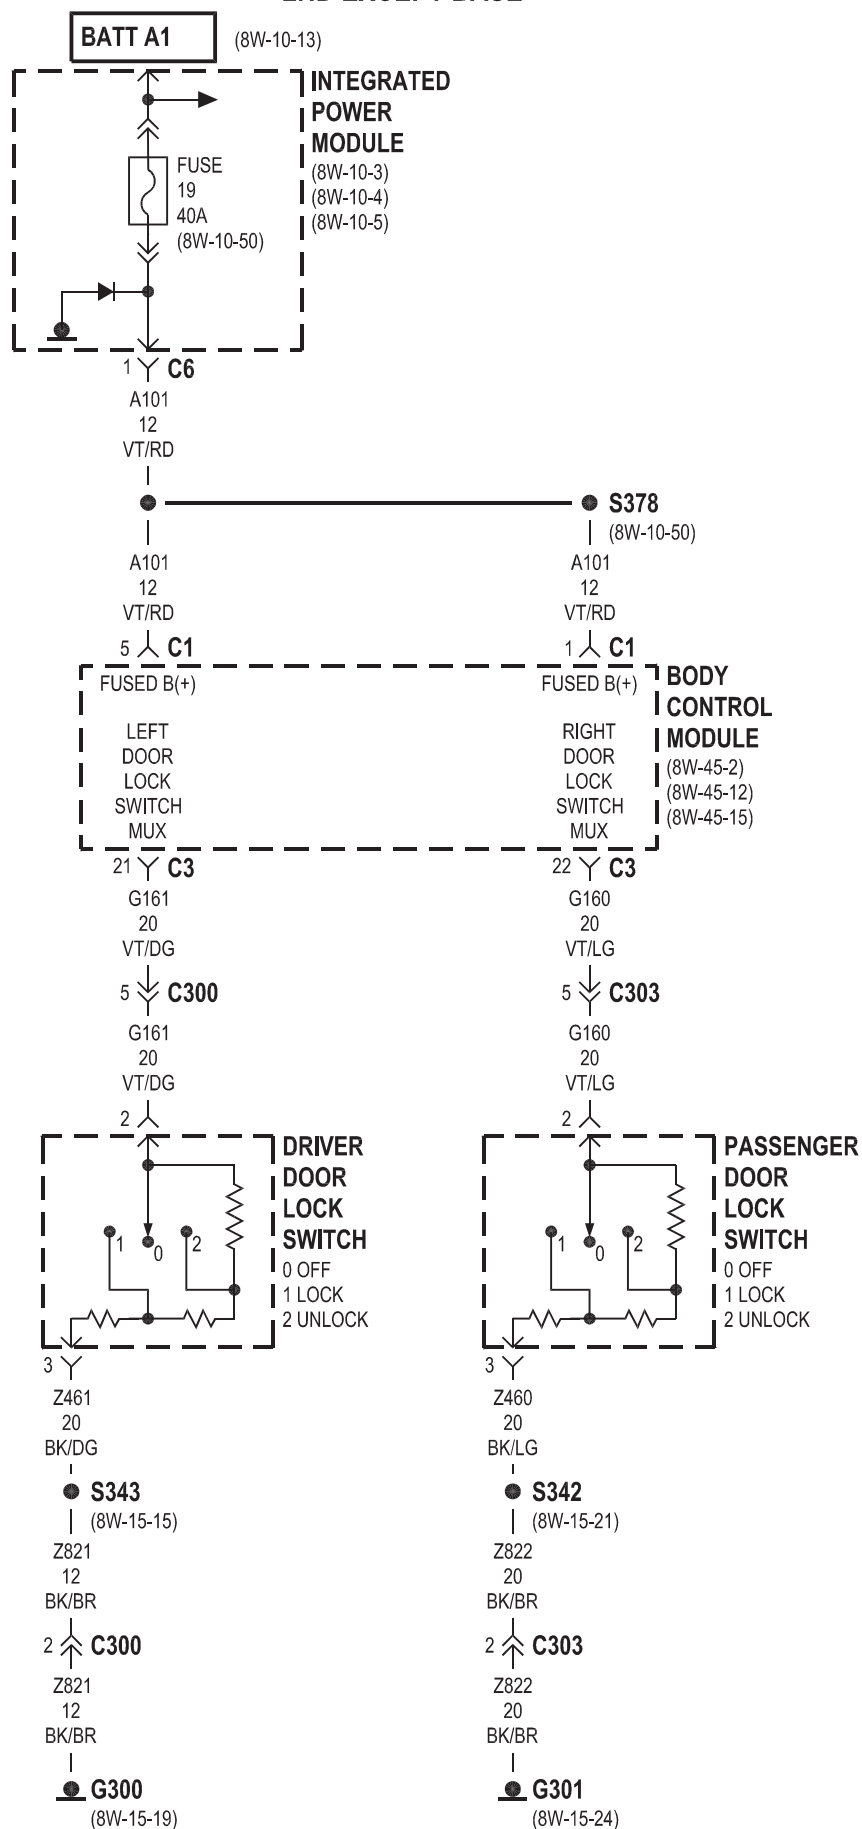 BATT A1 (8W-10-13)
INTEGRATED
POWER
MODULE
(8W-10-3)
(8W-10-4)
(8W-10-5)
FUSE
19
40A
(8W-10-50)
1 C6
A101
12
VT/RD
S378
(8W-10-50)
A101
12
VT/RD
A101
12
VT/RD
5 C1
1 C1
FUSED B(+)
LEFT
DOOR
LOCK
SWITCH
MUX
FUSED B(+)
RIGHT
DOOR
LOCK
SWITCH
MUX
BODY
CONTROL
MODULE
(8W-45-2)
(8W-45-12)
(8W-45-15)
21 C3
G161
20
VT/DG
5 C300
G161
20
VT/DG
2
22 C3
G160
20
VT/LG
5 C303
G160
20
VT/LG
2
DRIVER
DOOR
LOCK
SWITCH
0 OFF
1 LOCK
2 UNLOCK
1 0 2
PASSENGER
DOOR
LOCK
SWITCH
0 OFF
1 LOCK
2 UNLOCK
1 0 2
3
Z461
20
BK/DG
S343
(8W-15-15)
Z821
12
BK/BR
2 C300
Z821
12
BK/BR
G300
(8W-15-19)
3
Z460
20
BK/LG
S342
(8W-15-21)
Z822
20
BK/BR
2 C303
Z822
20
BK/BR
G301
(8W-15-24)